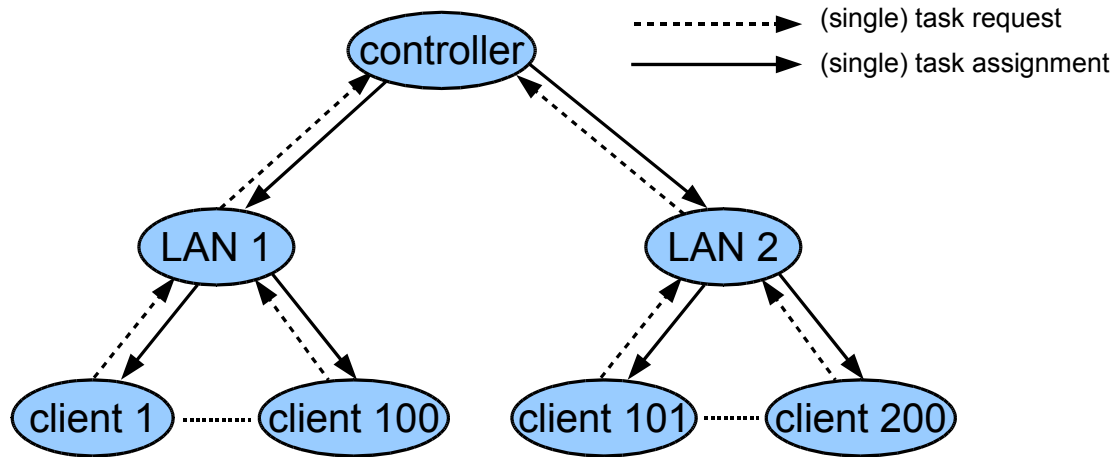 controller
(single) task request
(single) task assignment
LAN 1
LAN 2
client 1
client 100
client 101
client 200